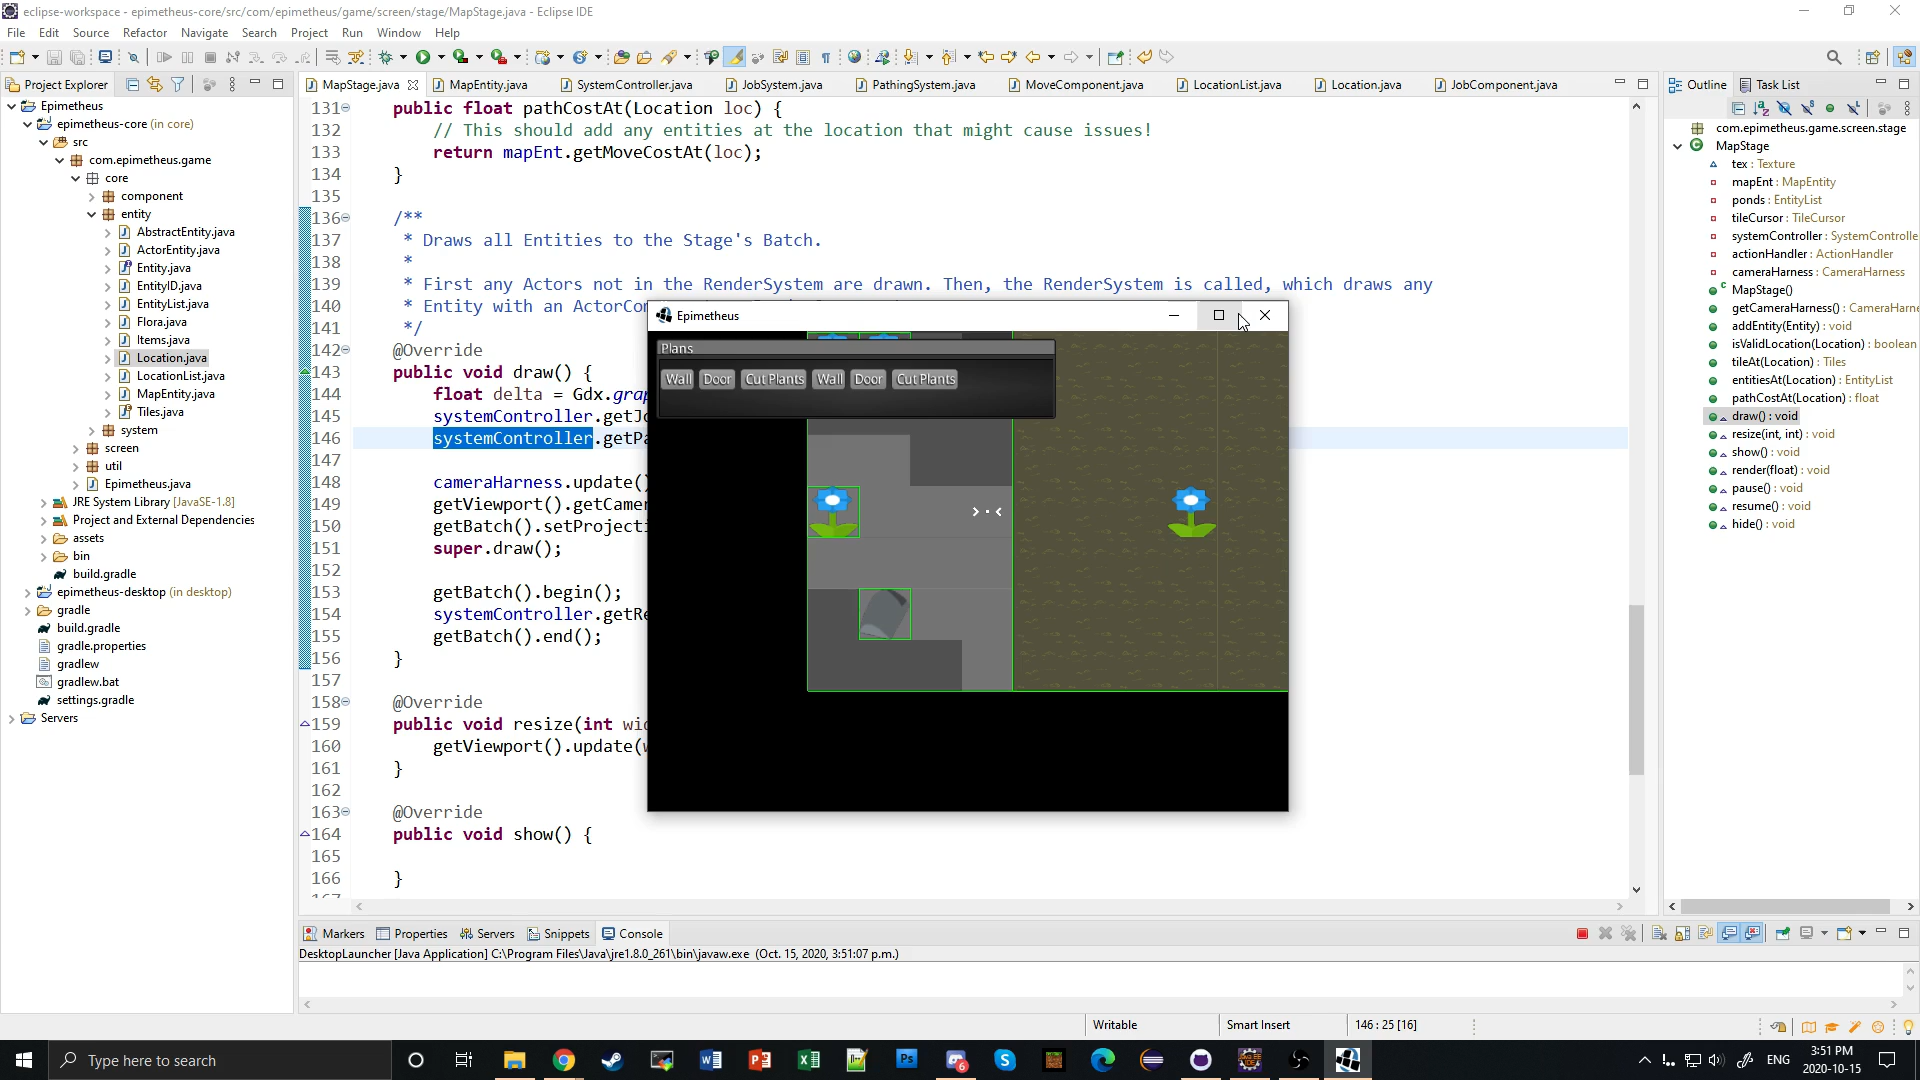 eclipse-workspace - epimetheus-core/src/com/epimetheus/game/screen/stage/MapStage.java - Eclipse IDE
File Edit Source Refactor Navigate Search Project Run Window Help
Project Explorer
MapStage.java MapEntity.java SystemController.java JobSystem.java PathingSystem.java MoveComponent.java LocationList.java Location.java JobComponent.java
Outline Task List
Epimetheus
epimetheus-core (in core)
src
com.epimetheus.game
core
component
entity
AbstractEntity.java
ActorEntity.java
Entity.java
EntityID.java
EntityList.java
Flora.java
Items.java
Location.java
LocationList.java
MapEntity.java
Tiles.java
system
screen
util
Epimetheus.java
JRE System Library [JavaSE-1.8]
Project and External Dependencies
assets
bin
build.gradle
epimetheus-desktop (in desktop)
gradle
build.gradle
gradle.properties
gradlew
gradlew.bat
settings.gradle
Servers
131 public float pathCostAt(Location loc) {
132 // This should add any entities at the location that might cause issues!
133 return mapEnt.getMoveCostAt(loc);
134 }
135
136 /**
137 * Draws all Entities to the Stage's Batch.
138 *
139 * First any Actors not in the RenderSystem are drawn. Then, the RenderSystem is called, which draws any
140 * Entity with an ActorCo
141 */
142 @Override
143 public void draw() {
144 float delta = Gdx.grap
145 systemController.getJo
146 systemController.getPa
147
148 cameraHarness.update()
149 getViewport().getCamer
150 getBatch().setProjecti
151 super.draw();
152
153 getBatch().begin();
154 systemController.getRe
155 getBatch().end();
156 }
157
158 @Override
159 public void resize(int wid
160 getViewport().update(w
161 }
162
163 @Override
164 public void show() {
165
166 }
Epimetheus
Plans
Wall Door Cut Plants Wall Door Cut Plants
com.epimetheus.game.screen.stage
MapStage
tex : Texture
mapEnt : MapEntity
ponds : EntityList
tileCursor : TileCursor
systemController : SystemControlle
actionHandler : ActionHandler
cameraHarness : CameraHarness
MapStage()
getCameraHarness() : CameraHarne
addEntity(Entity) : void
isValidLocation(Location) : boolean
tileAt(Location) : Tiles
entitiesAt(Location) : EntityList
pathCostAt(Location) : float
draw() : void
resize(int, int) : void
show() : void
render(float) : void
pause() : void
resume() : void
hide() : void
Markers Properties Servers Snippets Console
DesktopLauncher [Java Application] C:\Program Files\Java\jre1.8.0_261\bin\javaw.exe (Oct. 15, 2020, 3:51:07 p.m.)
Writable Smart Insert 146 : 25 [16]
Type here to search
6
ENG
3:51 PM
2020-10-15